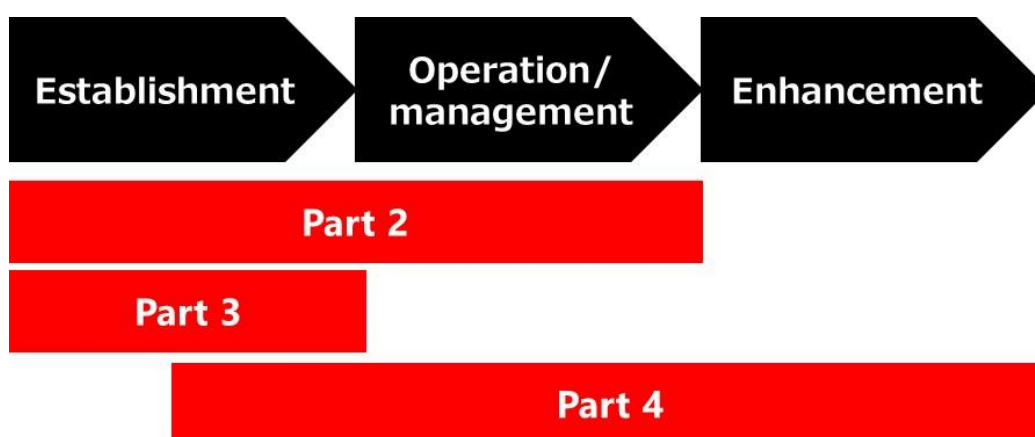 Establishment
Operation/
management
Enhancement
Part 2
Part 3
Part 4